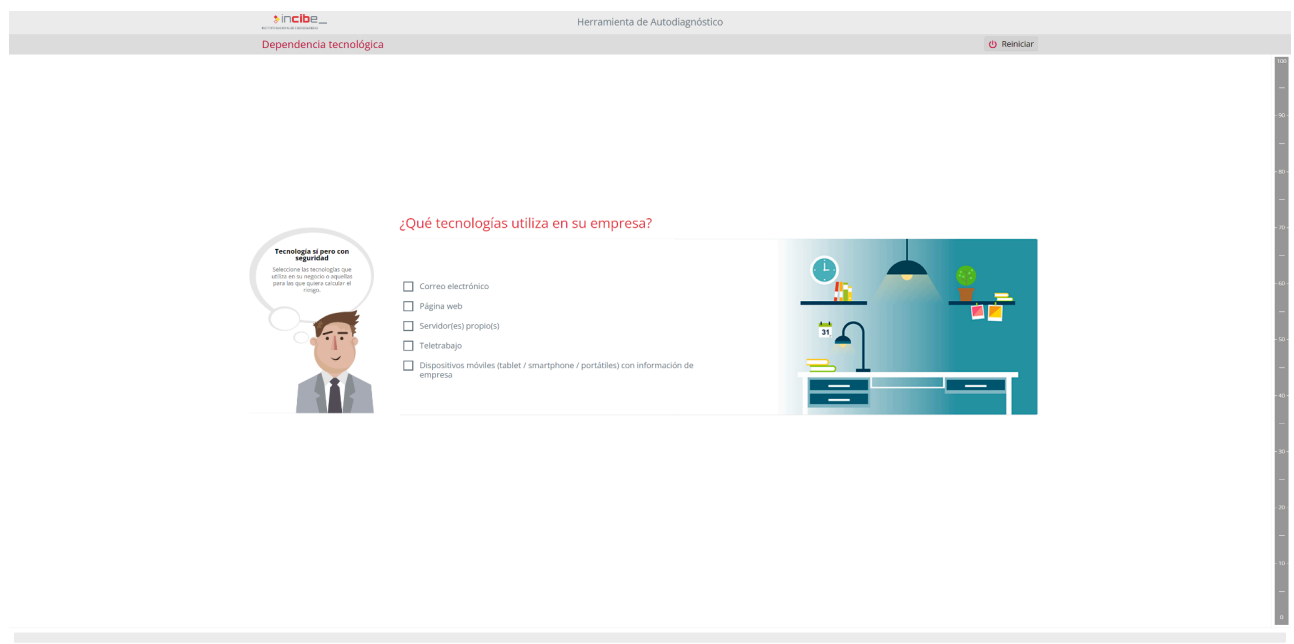 incibe_
Herramienta de Autodiagnóstico
Dependencia tecnológica
Reiniciar
¿Qué tecnologías utiliza en su empresa?
Tecnología sí pero con
seguridad
Seleccione las tecnologías que
utiliza en su negocio o aquellas
para las que quiera calcular el
riesgo.
Correo electrónico
Página web
Servidor(es) propio(s)
Teletrabajo
Dispositivos móviles (tablet / smartphone / portátiles) con información de
empresa
31
100
90
80
70
60
50
40
30
20
10
0